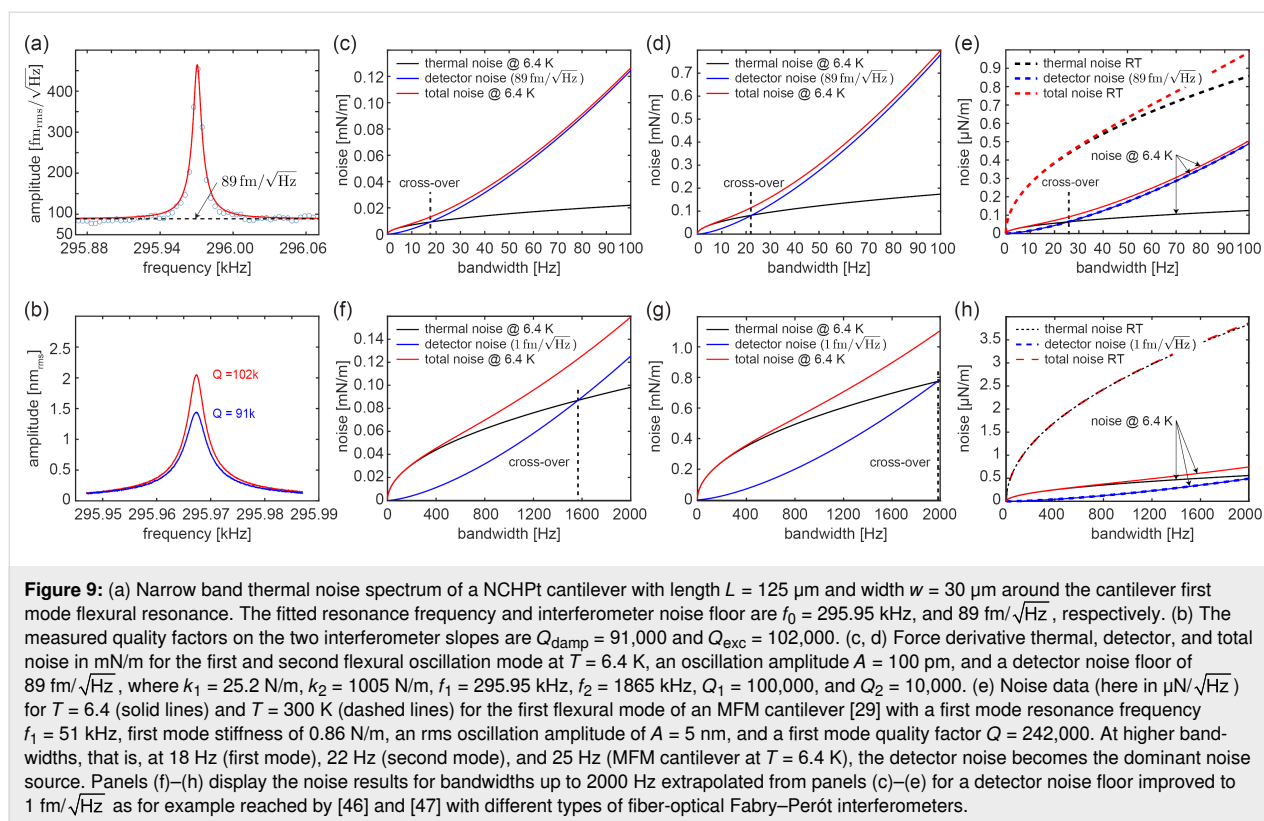 (a)
amplitude [fm_rms/√Hz]
400
300
200
100
50
89 fm/√Hz
295.88 295.94 296.00 296.06
frequency [kHz]
(c)
thermal noise @ 6.4 K
detector noise (89 fm/√Hz)
total noise @ 6.4 K
noise [mN/m]
0.12
0.10
0.08
0.06
0.04
0.02
0
cross-over
0 10 20 30 40 50 60 70 80 90 100
bandwidth [Hz]
(d)
thermal noise @ 6.4 K
detector noise (89 fm/√Hz)
total noise @ 6.4 K
noise [mN/m]
0.8
0.7
0.6
0.5
0.4
0.3
0.2
0.1
0
cross-over
0 10 20 30 40 50 60 70 80 90 100
bandwidth [Hz]
(e)
thermal noise RT
detector noise (89 fm/√Hz)
total noise RT
noise [µN/m]
0.9
0.8
0.7
0.6
0.5
0.4
0.3
0.2
0.1
0
noise @ 6.4 K
cross-over
0 10 20 30 40 50 60 70 80 90 100
bandwidth [Hz]
(b)
amplitude [nm_rms]
2.5
2
1.5
1
0.5
0
Q =102k
Q = 91k
295.95 295.96 295.97 295.98 295.99
frequency [kHz]
(f)
thermal noise @ 6.4 K
detector noise (1 fm/√Hz)
total noise @ 6.4 K
noise [mN/m]
0.14
0.12
0.10
0.08
0.06
0.04
0.02
0
cross-over
0 400 800 1200 1600 2000
bandwidth [Hz]
(g)
thermal noise @ 6.4 K
detector noise (1 fm/√Hz)
total noise @ 6.4 K
noise [mN/m]
1.0
0.8
0.6
0.4
0.2
0
cross-over
0 400 800 1200 1600 2000
bandwidth [Hz]
(h)
thermal noise RT
detector noise (1 fm/√Hz)
total noise RT
noise [µN/m]
3.5
3
2.5
2
1.5
1
0.5
0
noise @ 6.4 K
0 400 800 1200 1600 2000
bandwidth [Hz]
Figure 9: (a) Narrow band thermal noise spectrum of a NCHPt cantilever with length L = 125 µm and width w = 30 µm around the cantilever first
mode flexural resonance. The fitted resonance frequency and interferometer noise floor are f₀ = 295.95 kHz, and 89 fm/√Hz, respectively. (b) The
measured quality factors on the two interferometer slopes are Q_damp = 91,000 and Q_exc = 102,000. (c, d) Force derivative thermal, detector, and total
noise in mN/m for the first and second flexural oscillation mode at T = 6.4 K, an oscillation amplitude A = 100 pm, and a detector noise floor of
89 fm/√Hz, where k₁ = 25.2 N/m, k₂ = 1005 N/m, f₁ = 295.95 kHz, f₂ = 1865 kHz, Q₁ = 100,000, and Q₂ = 10,000. (e) Noise data (here in µN/√Hz)
for T = 6.4 (solid lines) and T = 300 K (dashed lines) for the first flexural mode of an MFM cantilever [29] with a first mode resonance frequency
f₁ = 51 kHz, first mode stiffness of 0.86 N/m, an rms oscillation amplitude of A = 5 nm, and a first mode quality factor Q = 242,000. At higher band-
widths, that is, at 18 Hz (first mode), 22 Hz (second mode), and 25 Hz (MFM cantilever at T = 6.4 K), the detector noise becomes the dominant noise
source. Panels (f)–(h) display the noise results for bandwidths up to 2000 Hz extrapolated from panels (c)–(e) for a detector noise floor improved to
1 fm/√Hz as for example reached by [46] and [47] with different types of fiber-optical Fabry–Pérót interferometers.